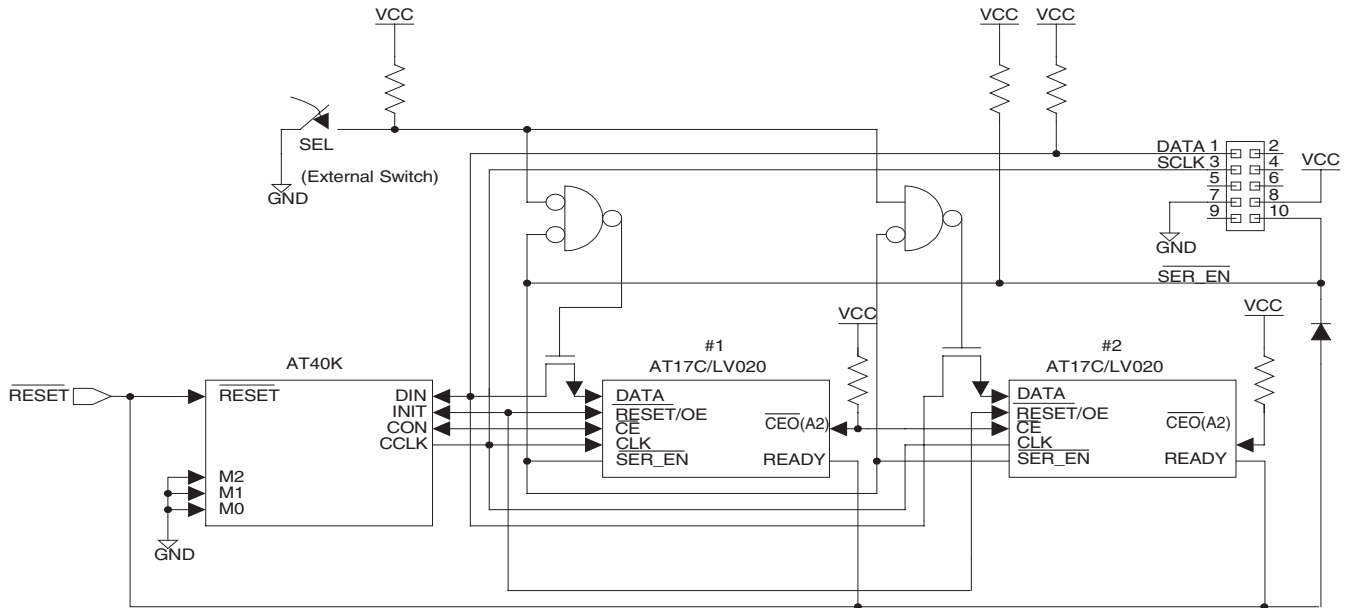 VCC
VCC
VCC
SEL
(External Switch)
GND
DATA 1 2
SCLK 3 4
5 6
7 8
9 10
VCC
GND
SER_EN
#1
AT17C/LV020
VCC
#2
AT17C/LV020
VCC
AT40K
RESET
RESET
DIN
INIT
CON
CCLK
M2
M1
M0
GND
DATA
RESET/OE
CE
CLK
SER_EN
CEO(A2)
READY
DATA
RESET/OE
CE
CLK
SER_EN
CEO(A2)
READY